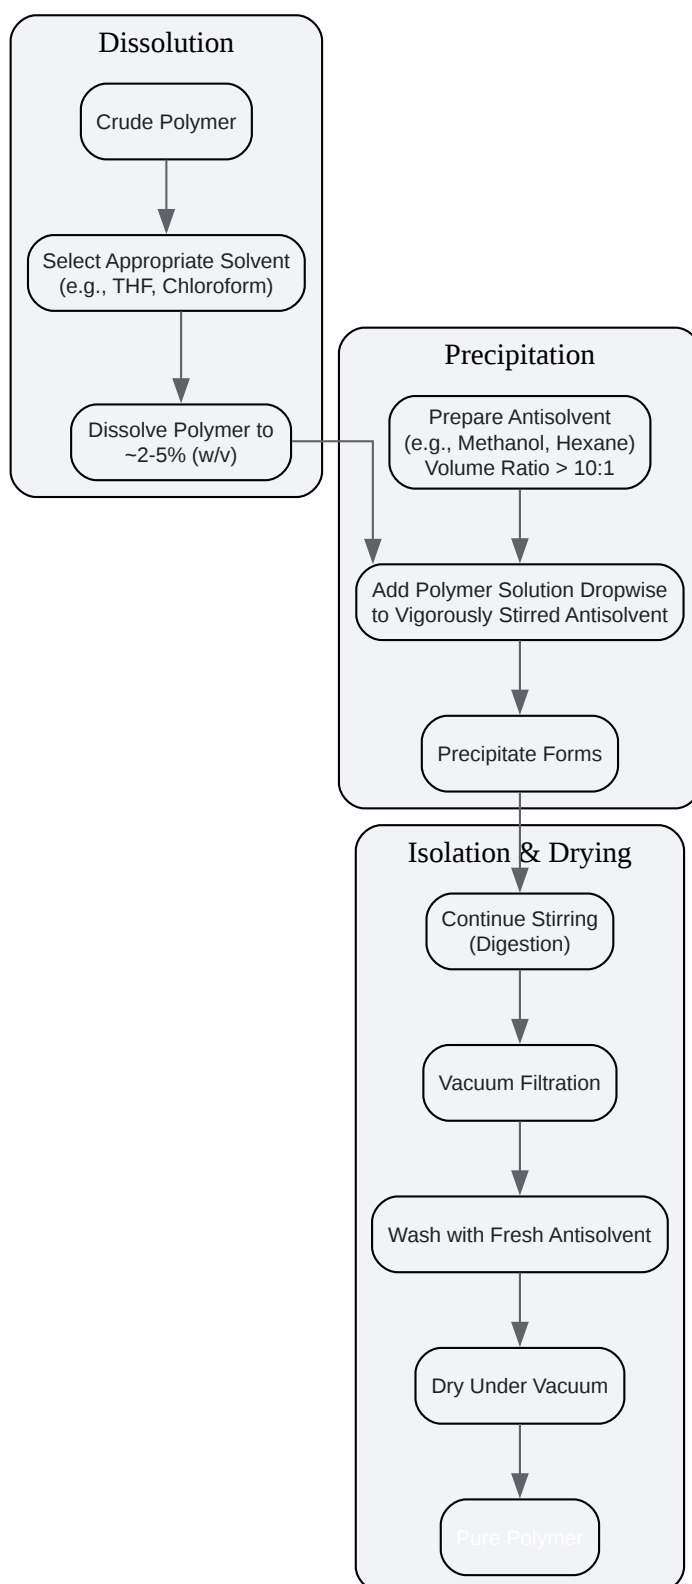 Dissolution
Crude Polymer
Select Appropriate Solvent
(e.g., THF, Chloroform)
Dissolve Polymer to
~2-5% (w/v)
Precipitation
Prepare Antisolvent
(e.g., Methanol, Hexane)
Volume Ratio > 10:1
Add Polymer Solution Dropwise
to Vigorously Stirred Antisolvent
Precipitate Forms
Isolation & Drying
Continue Stirring
(Digestion)
Vacuum Filtration
Wash with Fresh Antisolvent
Dry Under Vacuum
Pure Polymer